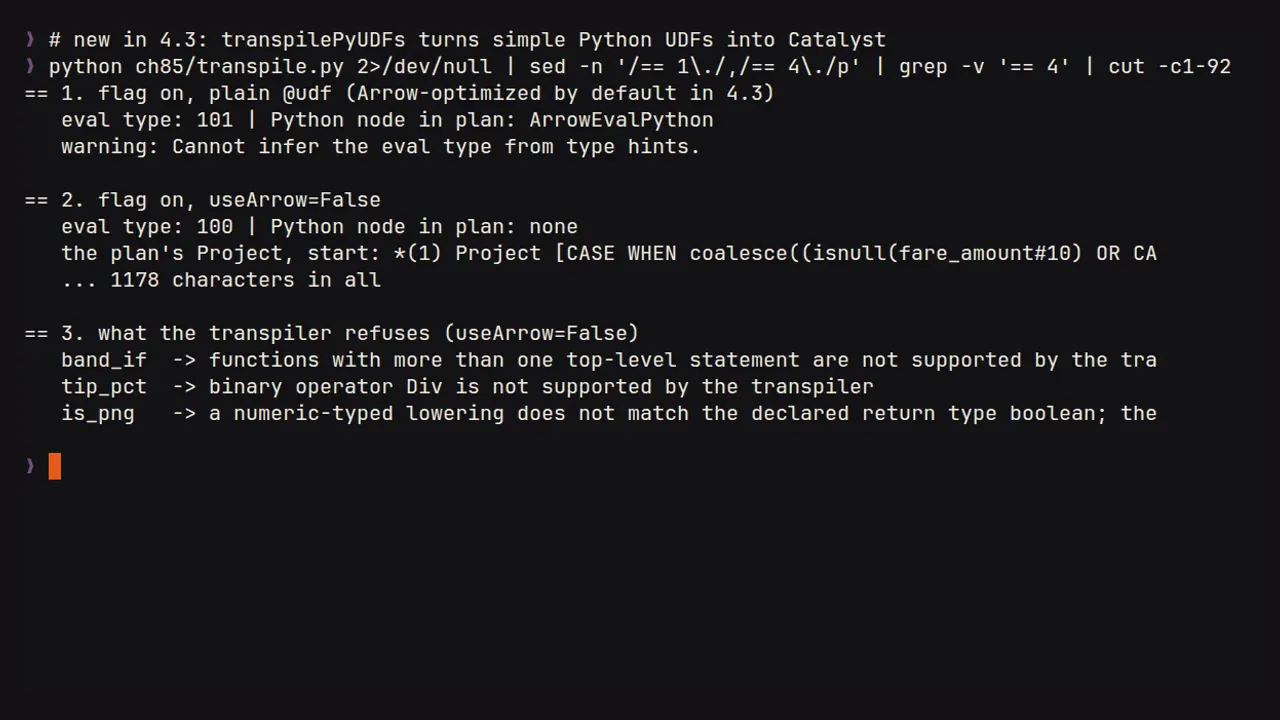 ❯ # new in 4.3: transpilePyUDFs turns simple Python UDFs into Catalyst
❯ python ch85/transpile.py 2>/dev/null | sed -n '/== 1\./,/== 4\./p' | grep -v '== 4' | cut -c1-92
== 1. flag on, plain @udf (Arrow-optimized by default in 4.3)
   eval type: 101 | Python node in plan: ArrowEvalPython
   warning: Cannot infer the eval type from type hints.
== 2. flag on, useArrow=False
   eval type: 100 | Python node in plan: none
   the plan's Project, start: *(1) Project [CASE WHEN coalesce((isnull(fare_amount#10) OR CA
   ... 1178 characters in all
== 3. what the transpiler refuses (useArrow=False)
   band_if  -> functions with more than one top-level statement are not supported by the tra
   tip_pct  -> binary operator Div is not supported by the transpiler
   is_png   -> a numeric-typed lowering does not match the declared return type boolean; the
❯